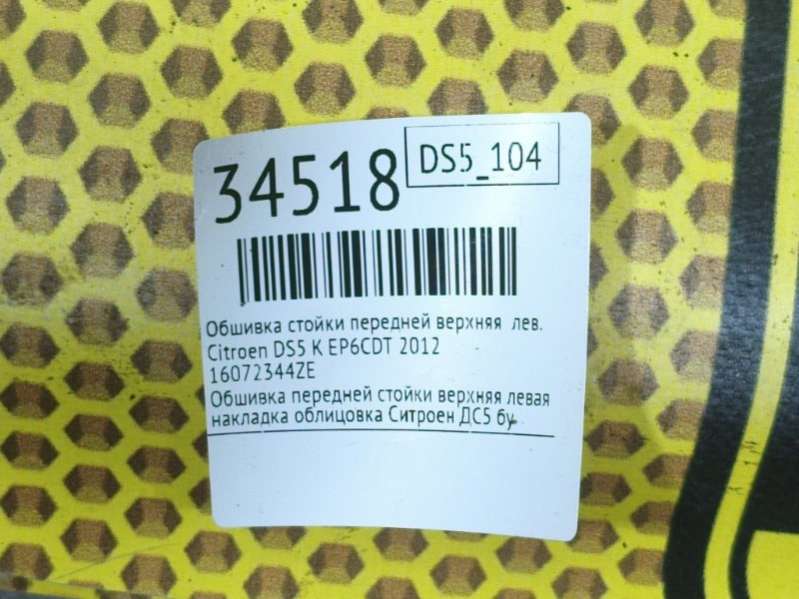 34518
DS5_104
Обшивка стойки передней верхняя лев.
Citroen DS5 K EP6CDT 2012
16072344ZE
Обшивка передней стойки верхняя левая
накладка облицовка Ситроен ДС5 бу